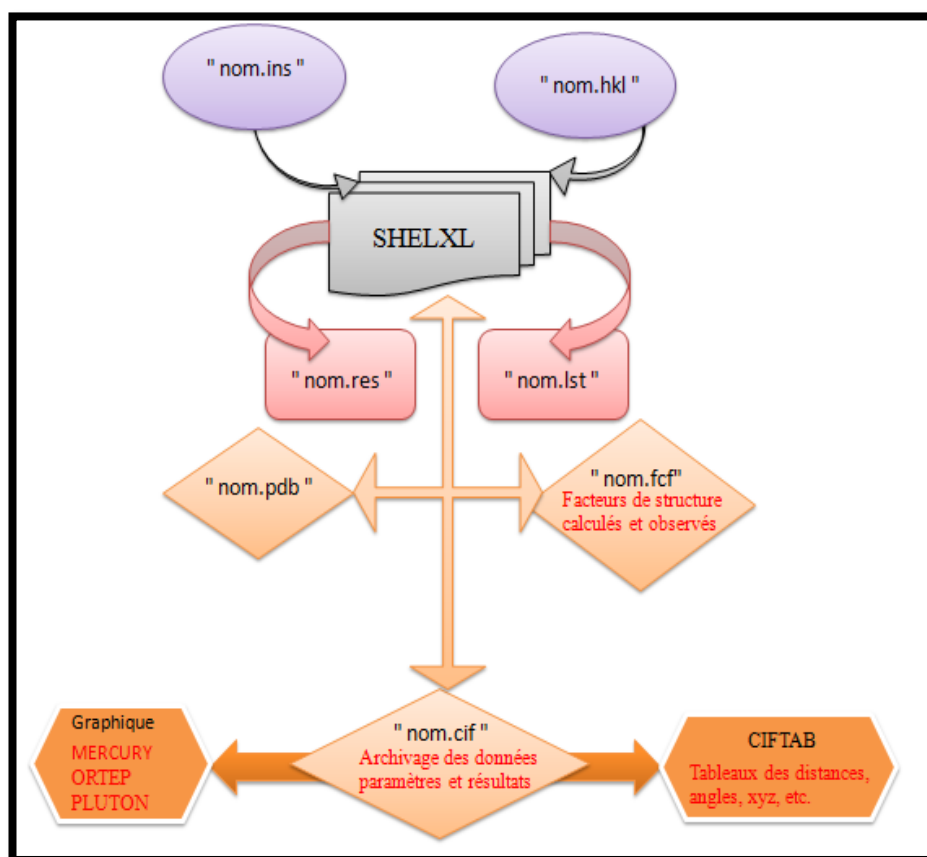 " nom.ins "
" nom.hkl "
SHELXL
" nom.res "
" nom.lst "
" nom.pdb "
" nom.fcf"
Facteurs de structure
calculés et observés
Graphique
MERCURY
ORTEP
PLUTON
" nom.cif "
Archivage des données
paramètres et résultats
CIFTAB
Tableaux des distances,
angles, xyz, etc.